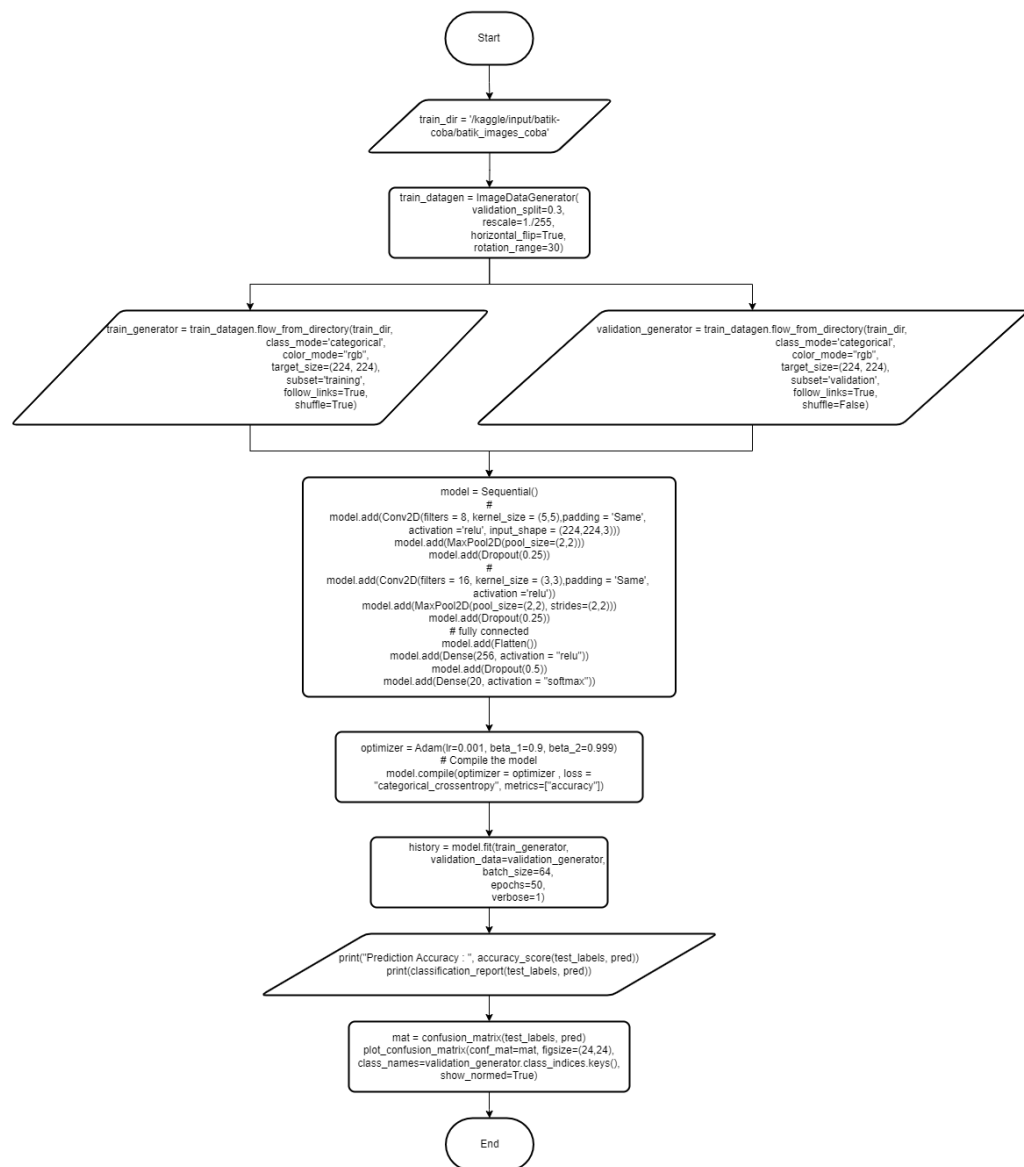 Start
train_dir = '/kaggle/input/batik-
coba/batik_images_coba'
train_datagen = ImageDataGenerator(
validation_split=0.3,
rescale=1./255,
horizontal_flip=True,
rotation_range=30)
train_generator = train_datagen.flow_from_directory(train_dir,
class_mode='categorical',
color_mode="rgb",
target_size=(224, 224),
subset='training',
follow_links=True,
shuffle=True)
validation_generator = train_datagen.flow_from_directory(train_dir,
class_mode='categorical',
color_mode="rgb",
target_size=(224, 224),
subset='validation',
follow_links=True,
shuffle=False)
model = Sequential()
#
model.add(Conv2D(filters = 8, kernel_size = (5,5),padding = 'Same',
activation ='relu', input_shape = (224,224,3)))
model.add(MaxPool2D(pool_size=(2,2)))
model.add(Dropout(0.25))
#
model.add(Conv2D(filters = 16, kernel_size = (3,3),padding = 'Same',
activation ='relu'))
model.add(MaxPool2D(pool_size=(2,2), strides=(2,2)))
model.add(Dropout(0.25))
# fully connected
model.add(Flatten())
model.add(Dense(256, activation = "relu"))
model.add(Dropout(0.5))
model.add(Dense(20, activation = "softmax"))
optimizer = Adam(lr=0.001, beta_1=0.9, beta_2=0.999)
# Compile the model
model.compile(optimizer = optimizer , loss =
"categorical_crossentropy", metrics=["accuracy"])
history = model.fit(train_generator,
validation_data=validation_generator,
batch_size=64,
epochs=50,
verbose=1)
print("Prediction Accuracy : ", accuracy_score(test_labels, pred))
print(classification_report(test_labels, pred))
mat = confusion_matrix(test_labels, pred)
plot_confusion_matrix(conf_mat=mat, figsize=(24,24),
class_names=validation_generator.class_indices.keys(),
show_normed=True)
End